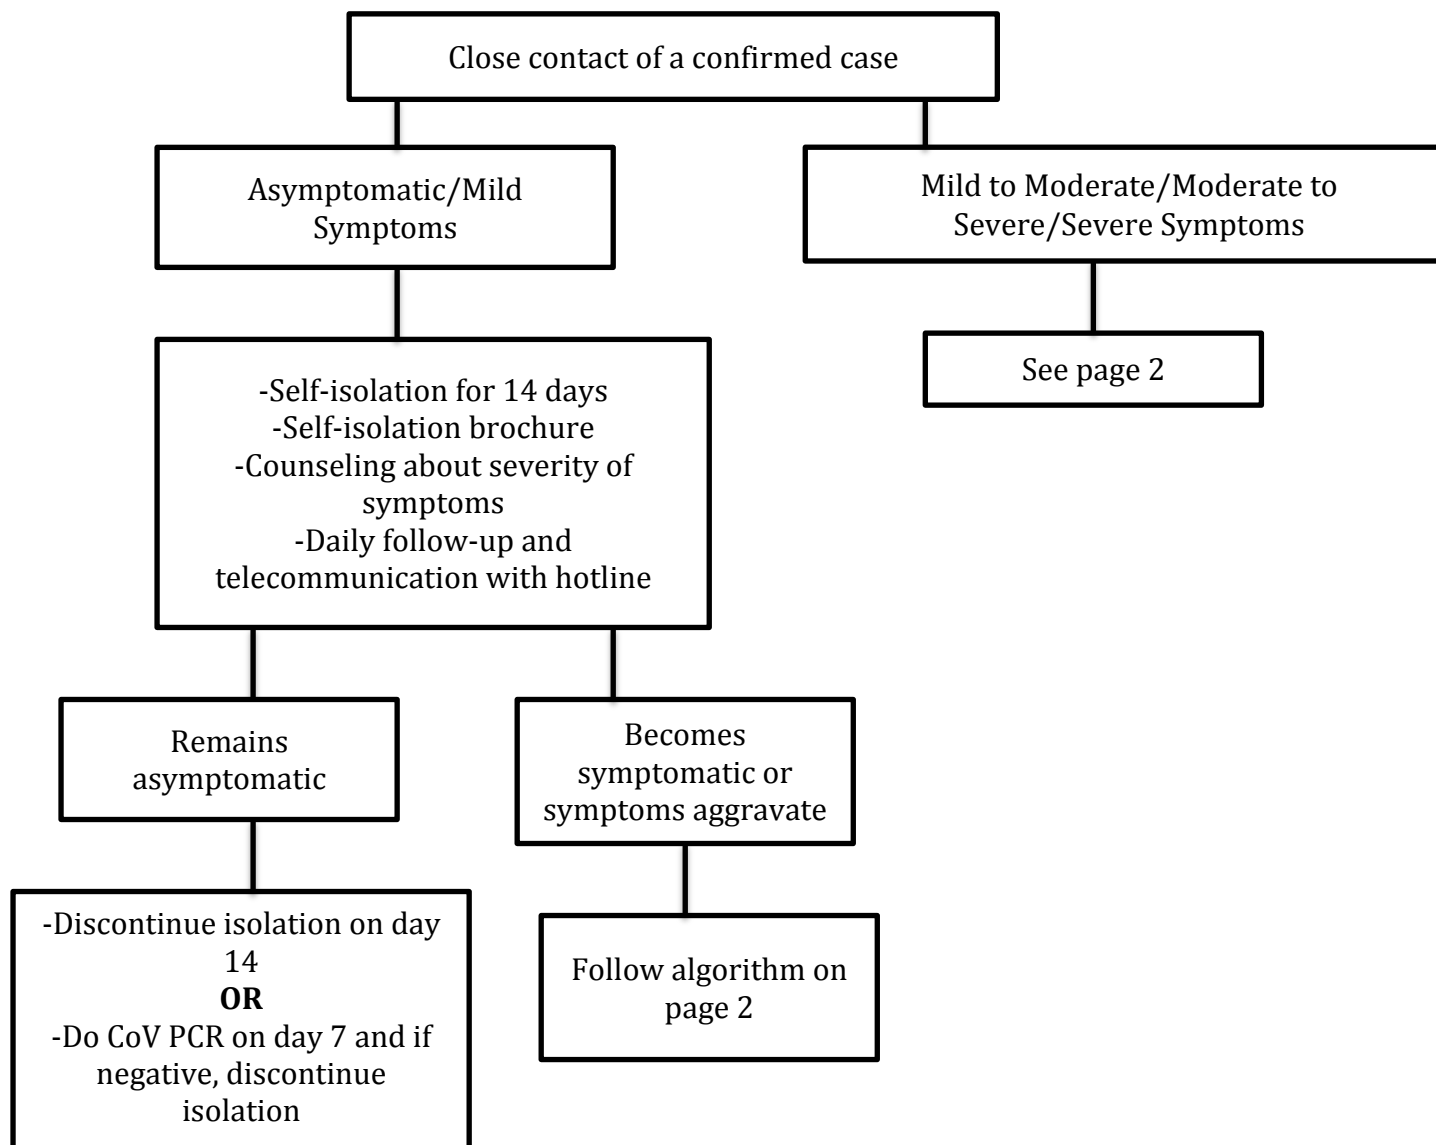 Close contact of a confirmed case
Asymptomatic/Mild
Symptoms
Mild to Moderate/Moderate to
Severe/Severe Symptoms
-Self-isolation for 14 days
-Self-isolation brochure
-Counseling about severity of
symptoms
-Daily follow-up and
telecommunication with hotline
See page 2
Remains
asymptomatic
Becomes
symptomatic or
symptoms aggravate
-Discontinue isolation on day
14
OR
-Do CoV PCR on day 7 and if
negative, discontinue
isolation
Follow algorithm on
page 2